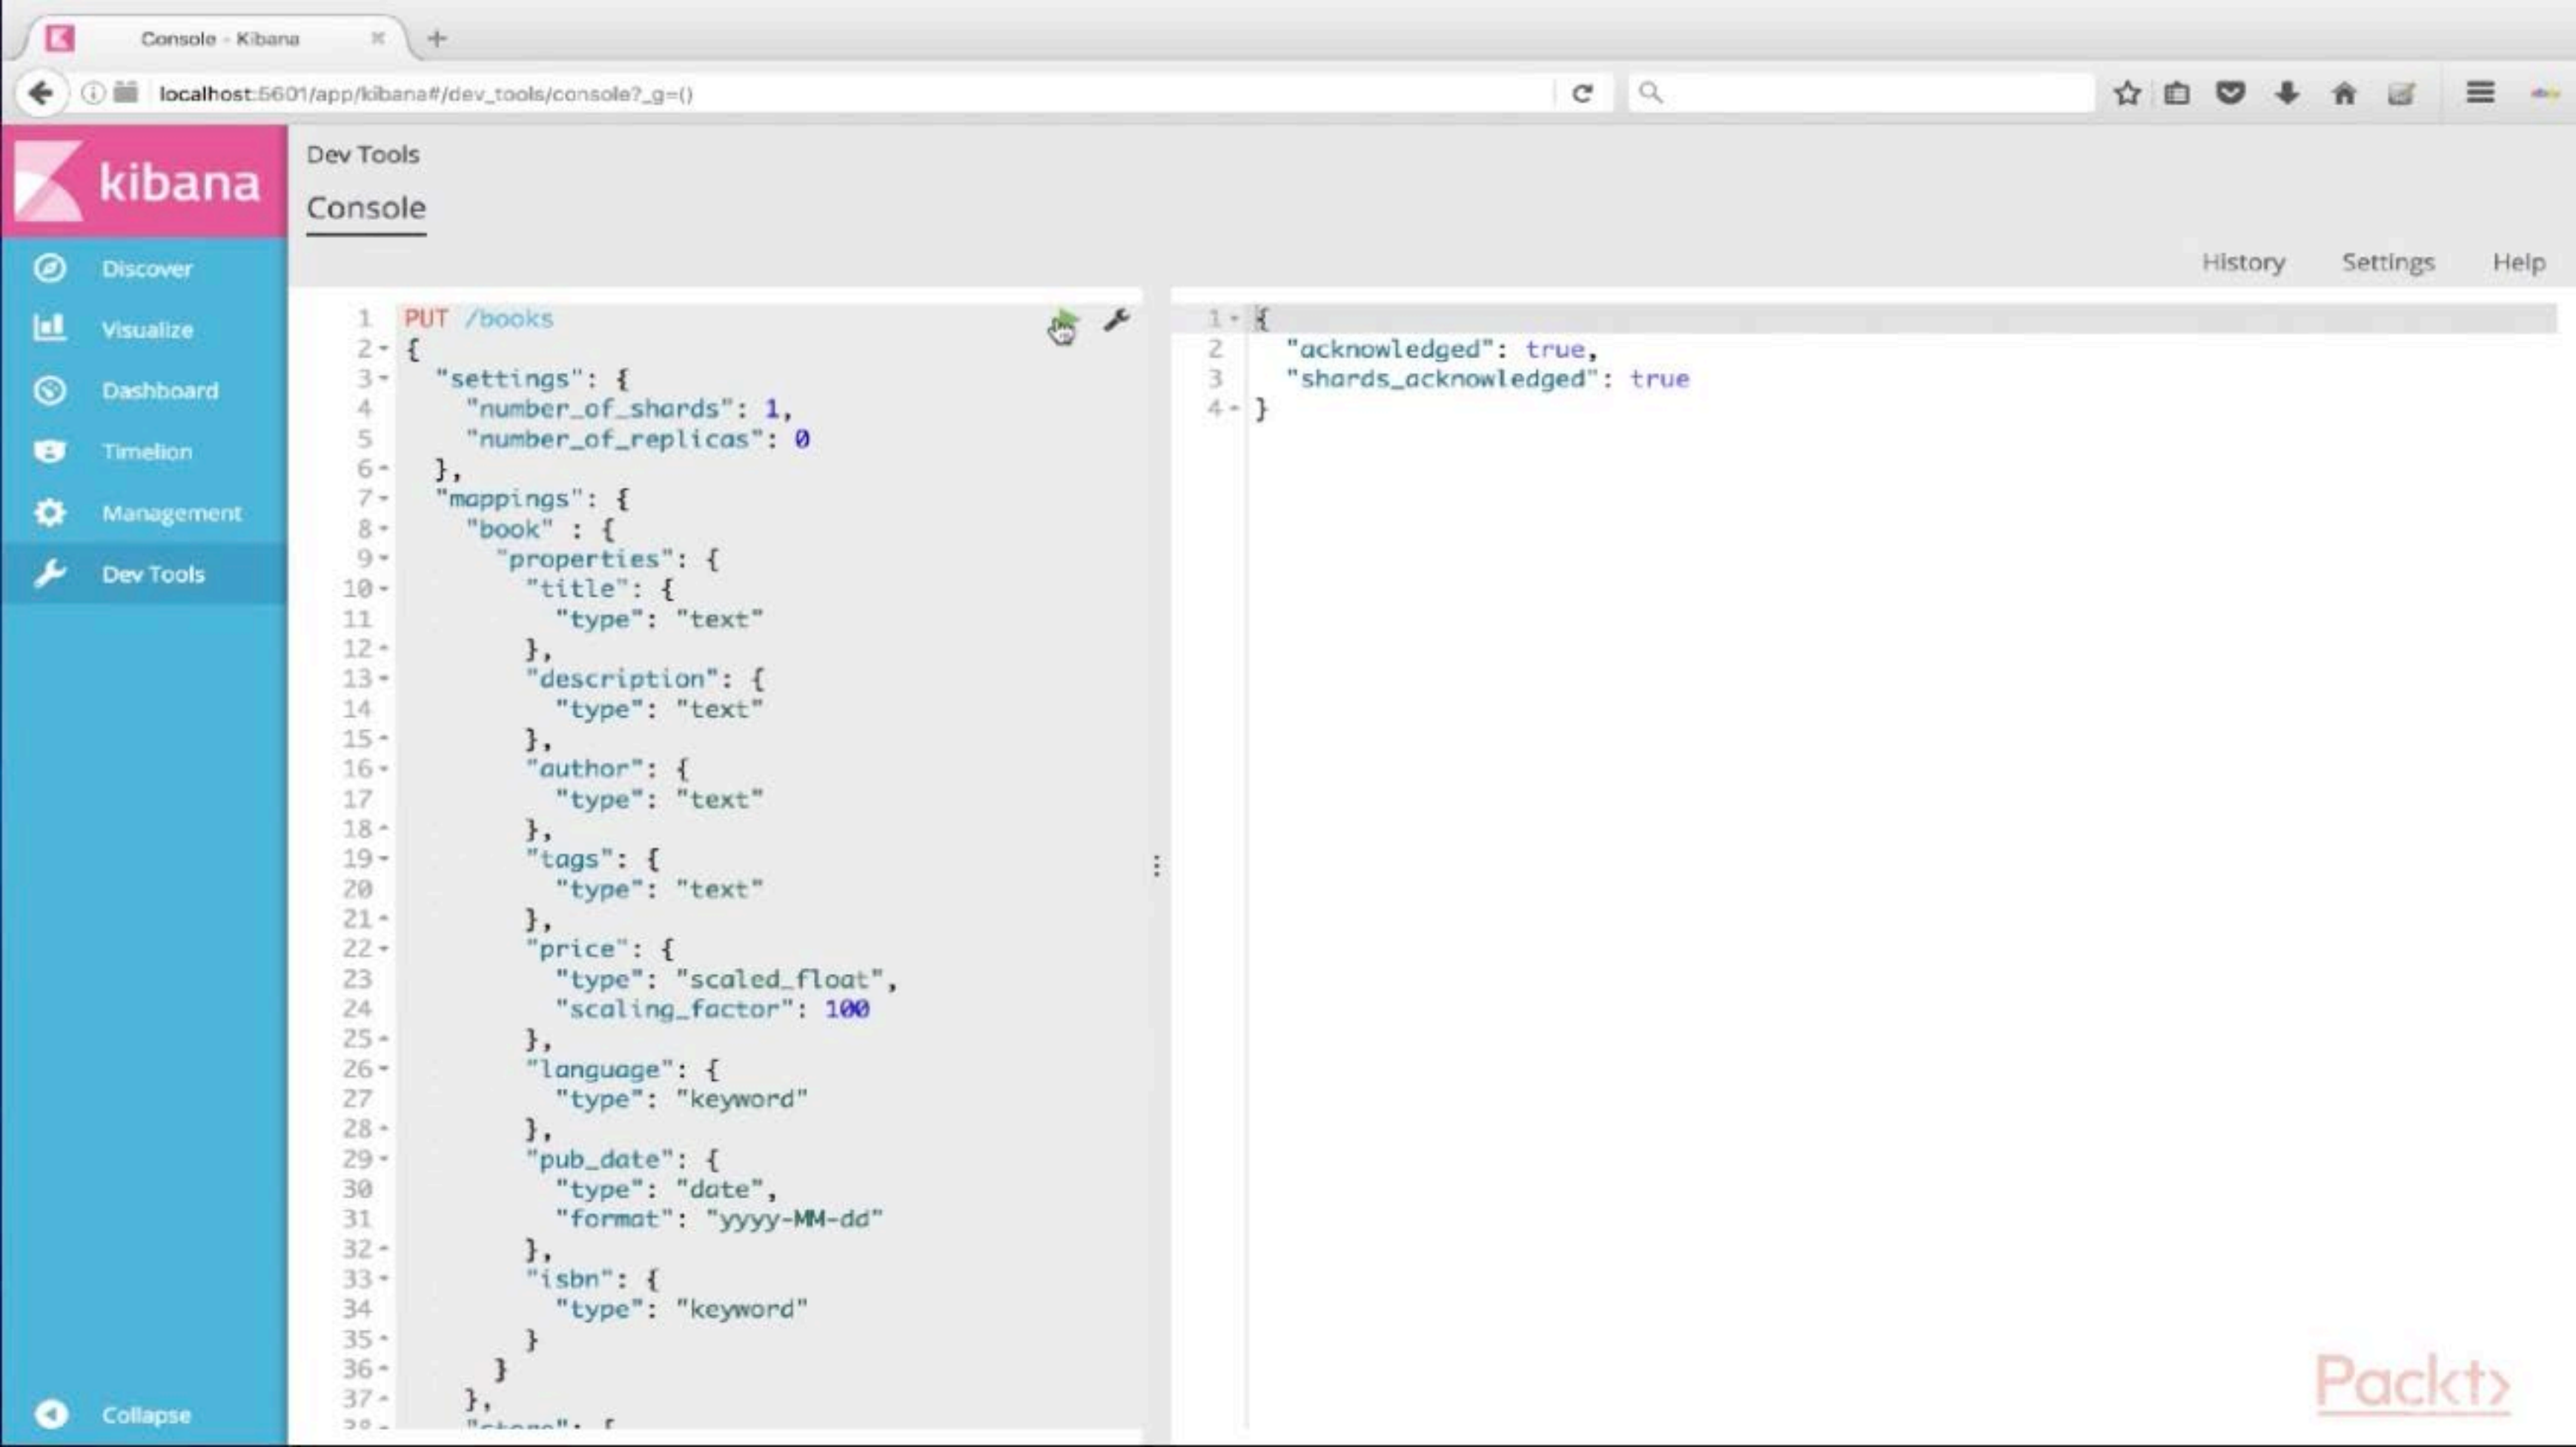 Console - Kibana
localhost:5601/app/kibana#/dev_tools/console?_g=()
kibana
Discover
Visualize
Dashboard
Timelion
Management
Dev Tools
Collapse
Dev Tools
Console
History Settings Help
1 PUT /books
2 {
3 "settings": {
4 "number_of_shards": 1,
5 "number_of_replicas": 0
6 },
7 "mappings": {
8 "book" : {
9 "properties": {
10 "title": {
11 "type": "text"
12 },
13 "description": {
14 "type": "text"
15 },
16 "author": {
17 "type": "text"
18 },
19 "tags": {
20 "type": "text"
21 },
22 "price": {
23 "type": "scaled_float",
24 "scaling_factor": 100
25 },
26 "language": {
27 "type": "keyword"
28 },
29 "pub_date": {
30 "type": "date",
31 "format": "yyyy-MM-dd"
32 },
33 "isbn": {
34 "type": "keyword"
35 }
36 }
37 },
1 {
2 "acknowledged": true,
3 "shards_acknowledged": true
4 }
Packt>